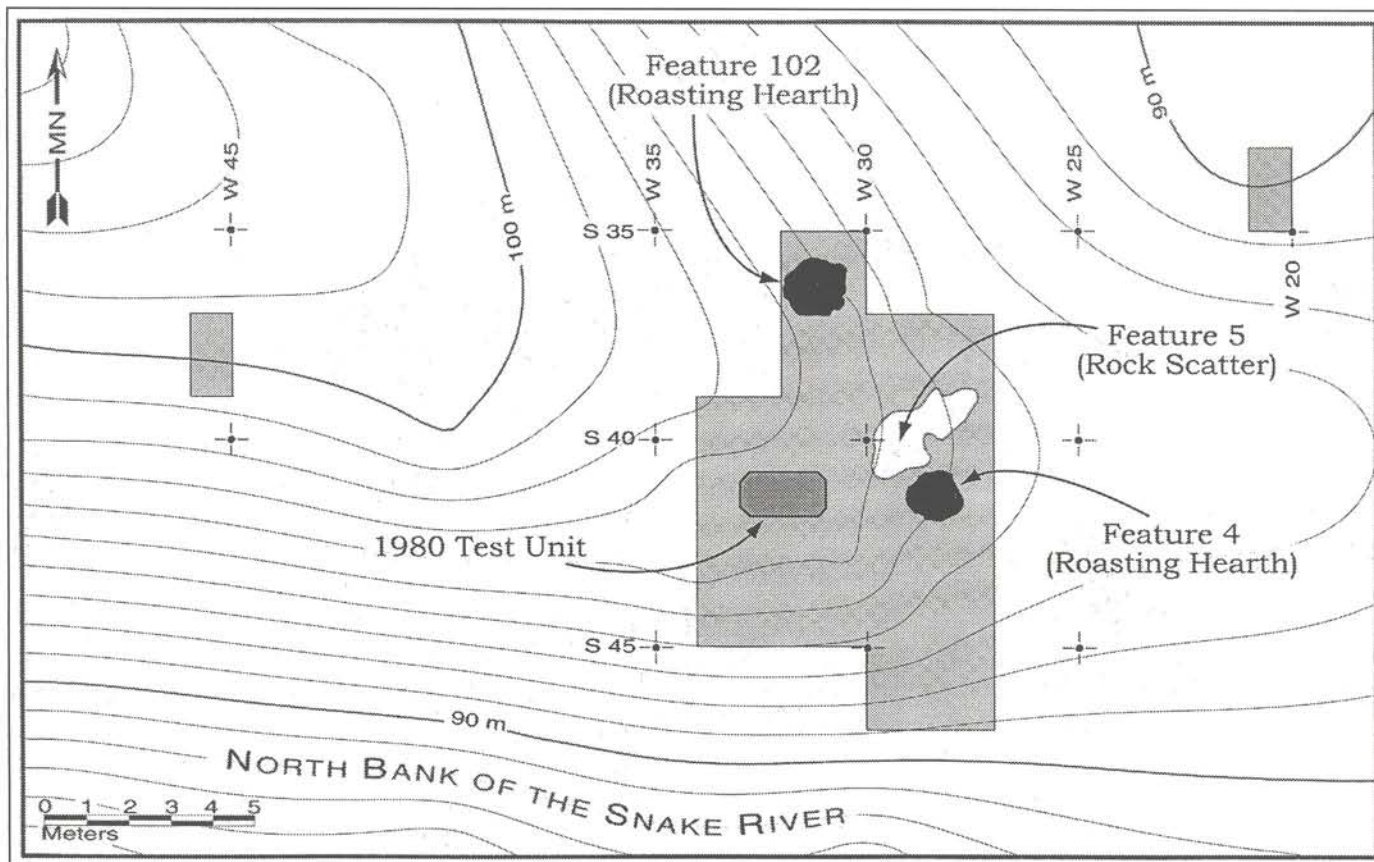 Feature 102
(Roasting Hearth)
MN
W 45
W 35
W 30
W 25
90 m
100 m
S 35
W 20
Feature 5
(Rock Scatter)
S 40
1980 Test Unit
Feature 4
(Roasting Hearth)
S 45
90 m
NORTH BANK OF THE SNAKE RIVER
0 1 2 3 4 5
Meters